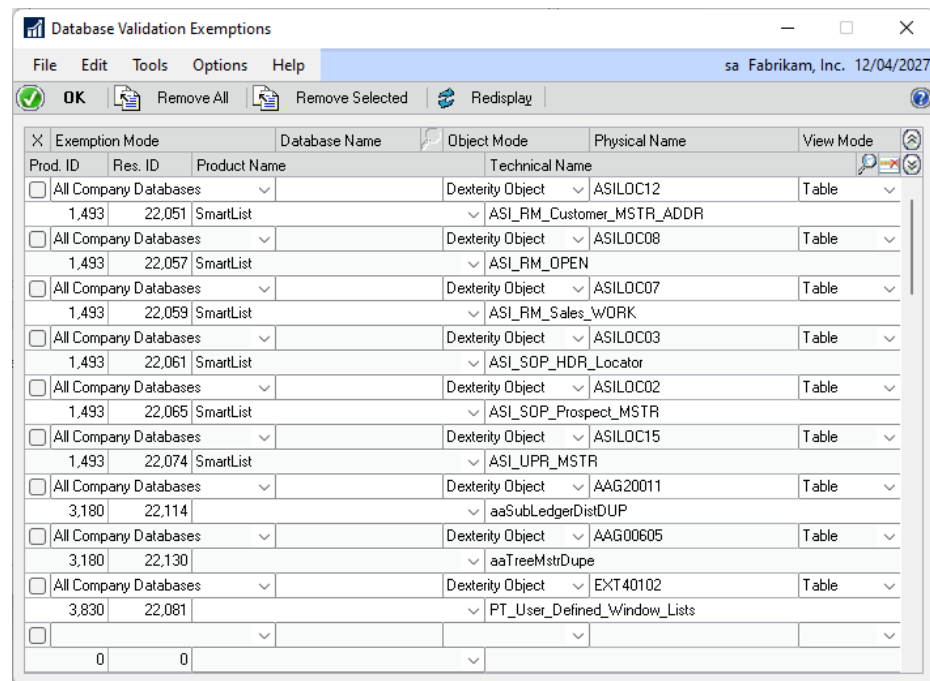 Database Validation Exemptions
File Edit Tools Options Help sa Fabrikam, Inc. 12/04/2027
OK Remove All Remove Selected Redisplay
X Exemption Mode Database Name Object Mode Physical Name View Mode
Prod. ID Res. ID Product Name Technical Name
All Company Databases Dexterity Object ASILOC12 Table
1,493 22,051 SmartList ASI_RM_Customer_MSTR_ADDR
All Company Databases Dexterity Object ASILOC08 Table
1,493 22,057 SmartList ASI_RM_OPEN
All Company Databases Dexterity Object ASILOC07 Table
1,493 22,059 SmartList ASI_RM_Sales_WORK
All Company Databases Dexterity Object ASILOC03 Table
1,493 22,061 SmartList ASI_SOP_HDR_Locator
All Company Databases Dexterity Object ASILOC02 Table
1,493 22,065 SmartList ASI_SOP_Prospect_MSTR
All Company Databases Dexterity Object ASILOC15 Table
1,493 22,074 SmartList ASI_UPR_MSTR
All Company Databases Dexterity Object AAG20011 Table
3,180 22,114 aaSubLedgerDistDUP
All Company Databases Dexterity Object AAG00605 Table
3,180 22,130 aaTreeMstrDupe
All Company Databases Dexterity Object EXT40102 Table
3,830 22,081 PT_User_Defined_Window_Lists
0 0